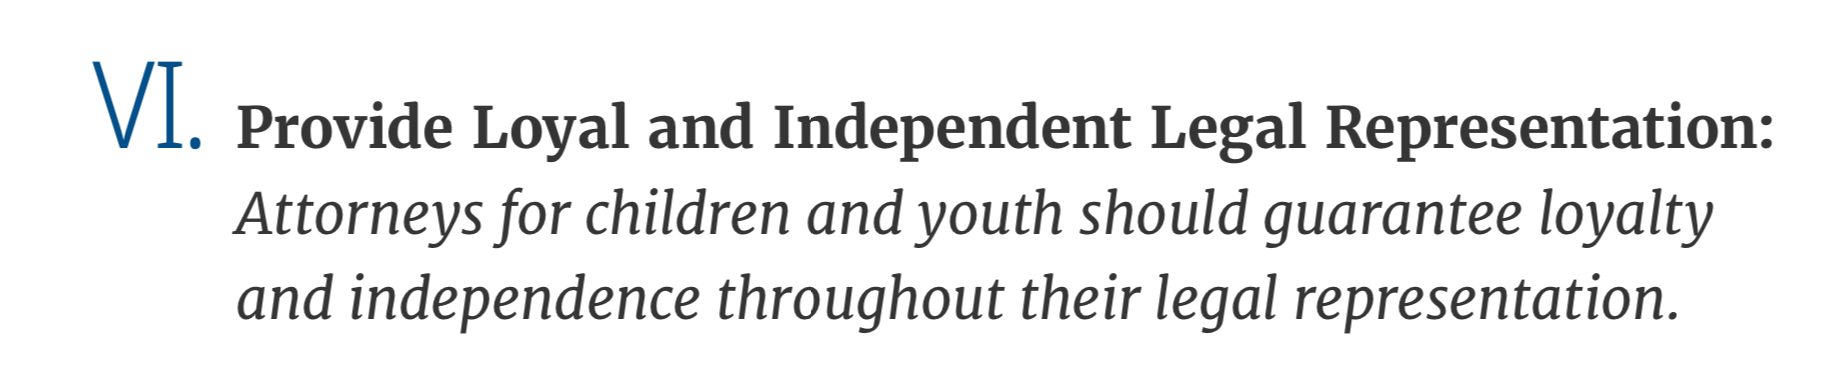 VI. Provide Loyal and Independent Legal Representation:
Attorneys for children and youth should guarantee loyalty
and independence throughout their legal representation.